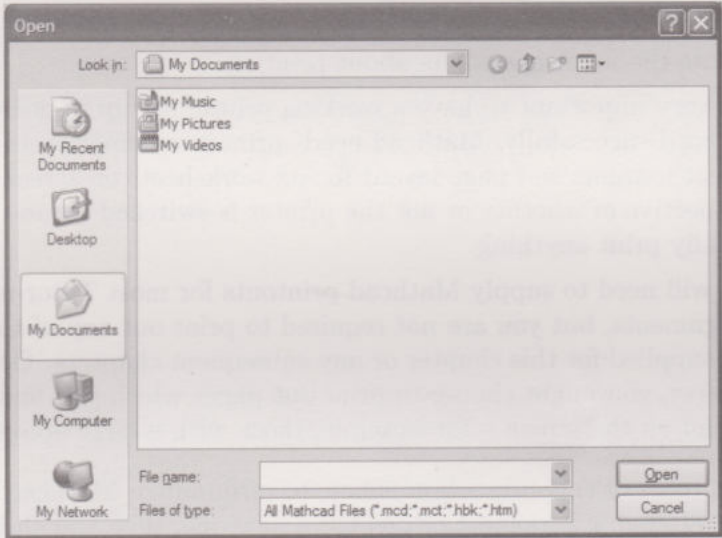 Open
Look in: My Documents
My Recent Documents
Desktop
My Documents
My Computer
My Network
My Music
My Pictures
My Videos
File name:
Files of type: All Mathcad Files (*.mcd;*.mct;*.hbk;*.htm)
Open
Cancel